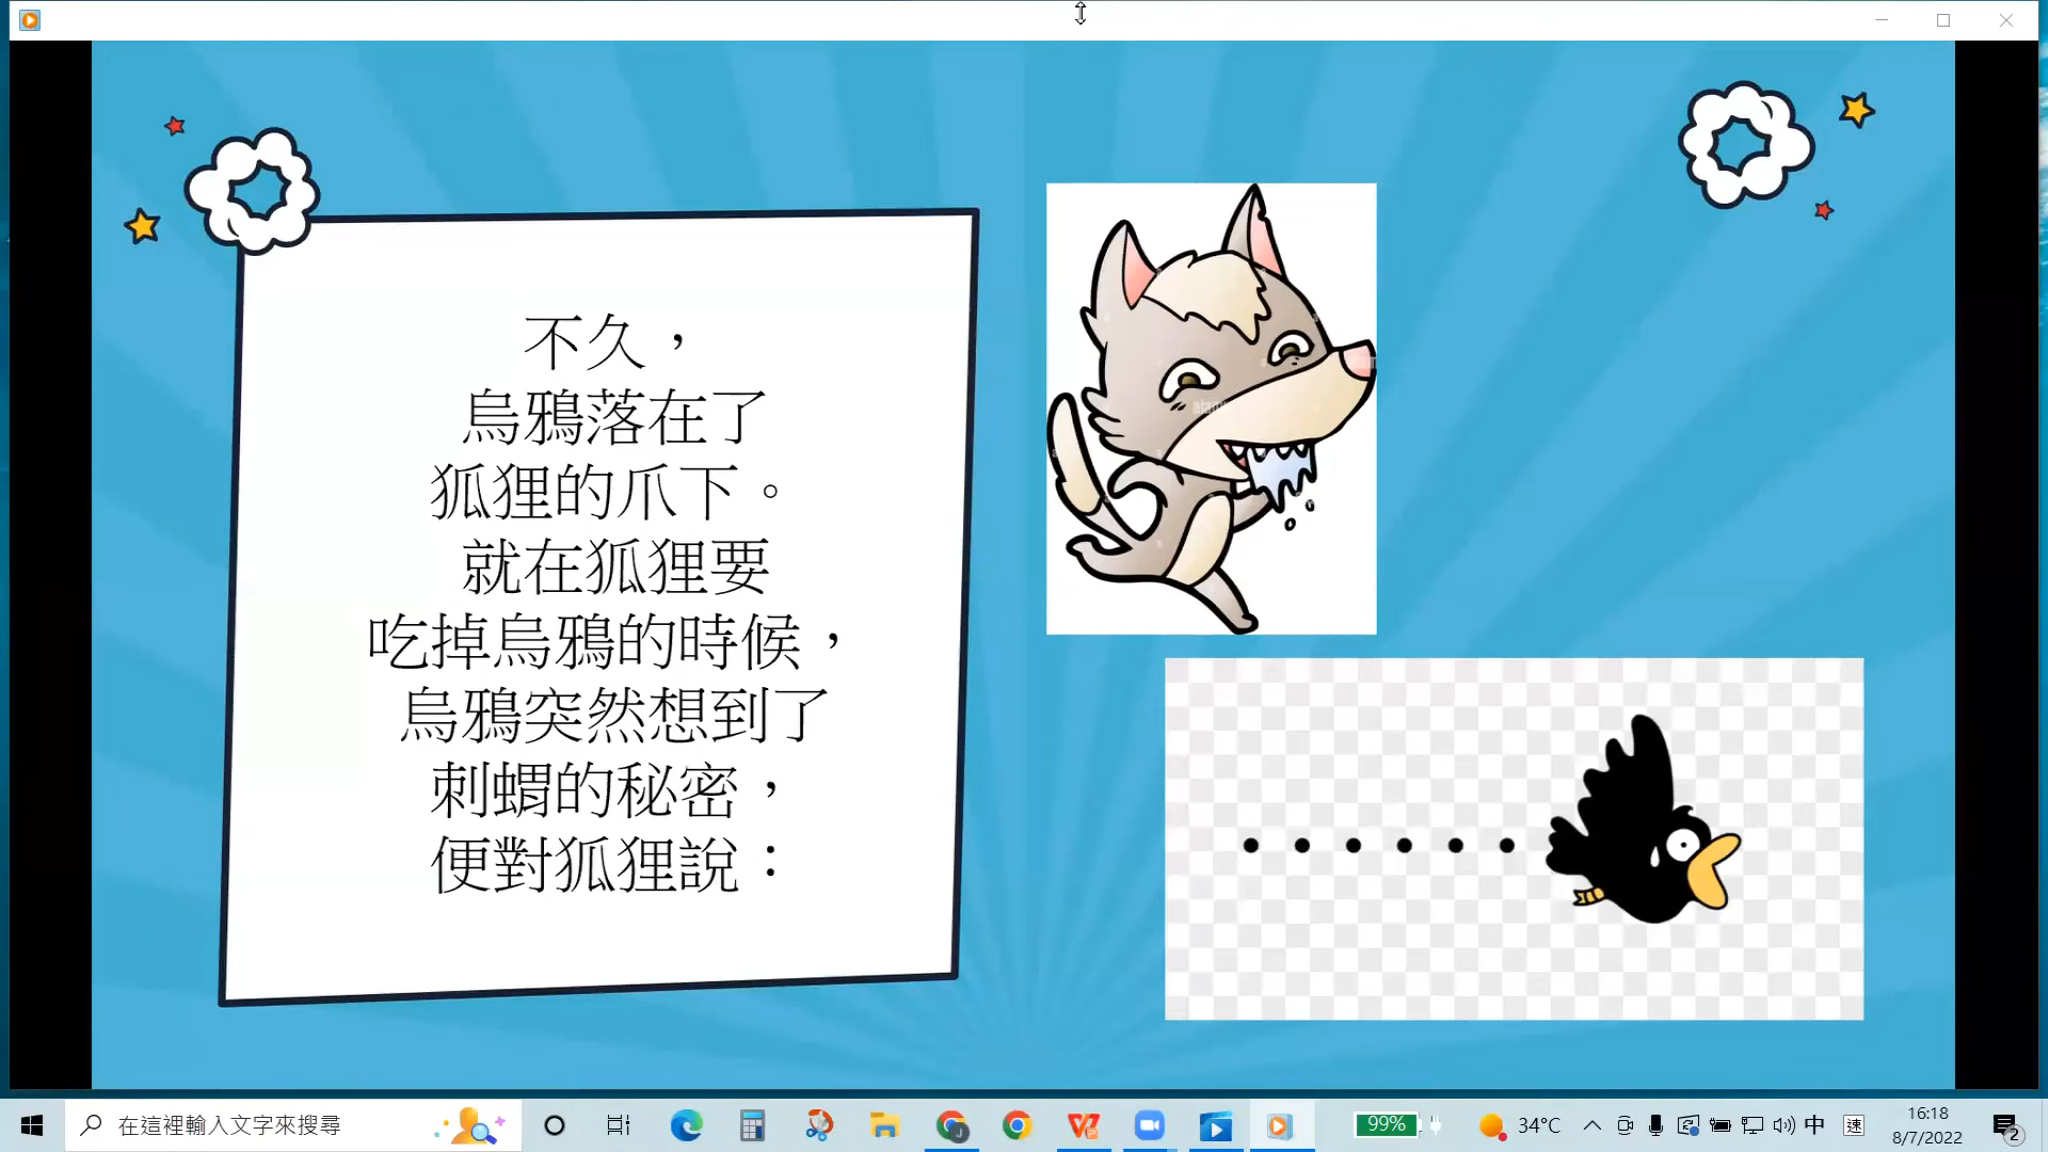 不久，
烏鴉落在了
狐狸的爪下。
就在狐狸要
吃掉烏鴉的時候，
烏鴉突然想到了
刺蝟的秘密，
便對狐狸說：
在這裡輸入文字來搜尋
99%
34°C
中
速
16:18
8/7/2022
2